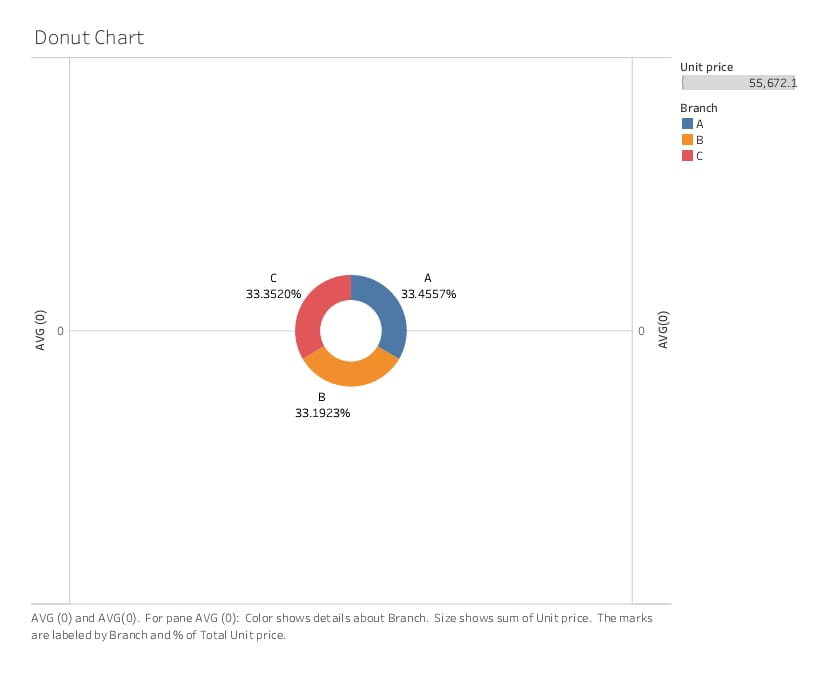 Donut Chart
Unit price
55,672.1
Branch
A
B
C
C
33.3520%
A
33.4557%
AVG (0)
0
0
AVG(0)
B
33.1923%
AVG (0) and AVG(0).  For pane AVG (0):  Color shows details about Branch.  Size shows sum of Unit price.  The marks
are labeled by Branch and % of Total Unit price.